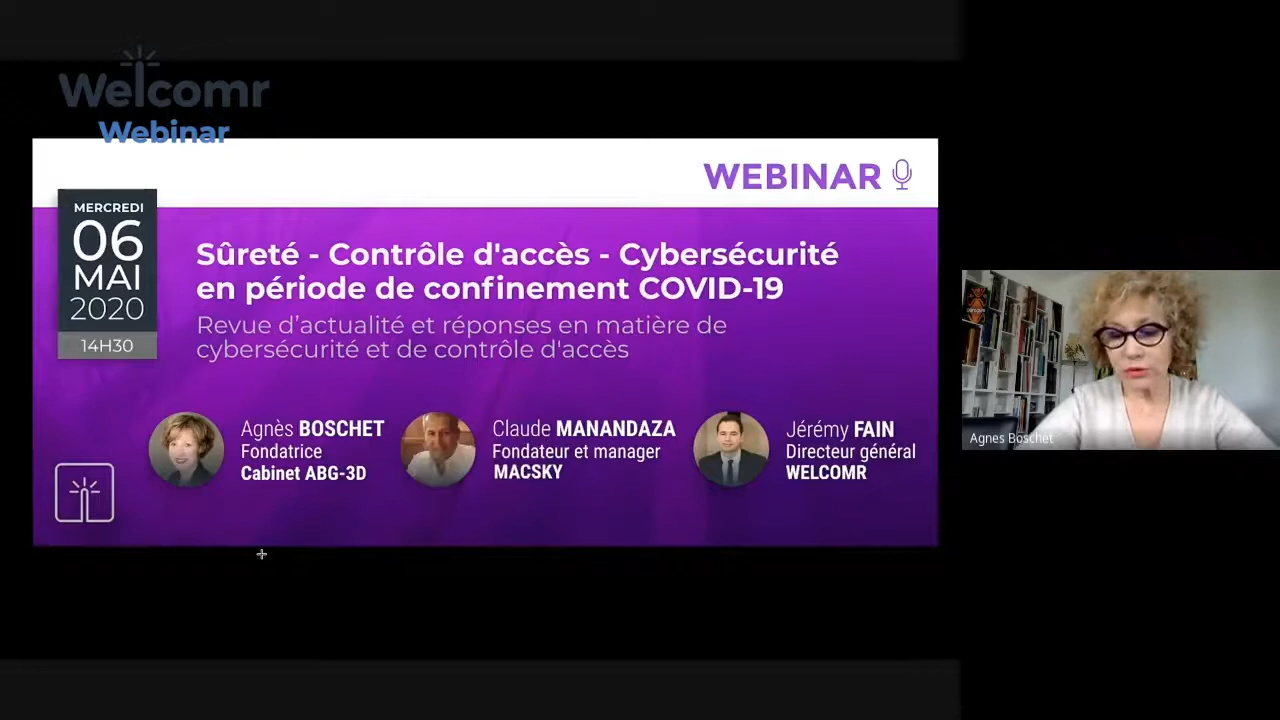 Welcomr
Webinar
WEBINAR
MERCREDI
06
MAI
2020
14H30
Sûreté - Contrôle d'accès - Cybersécurité
en période de confinement COVID-19
Revue d’actualité et réponses en matière de
cybersécurité et de contrôle d'accès
Agnès BOSCHET
Fondatrice
Cabinet ABG-3D
Claude MANANDAZA
Fondateur et manager
MACSKY
Jérémy FAIN
Directeur général
WELCOMR
Agnes Boschet